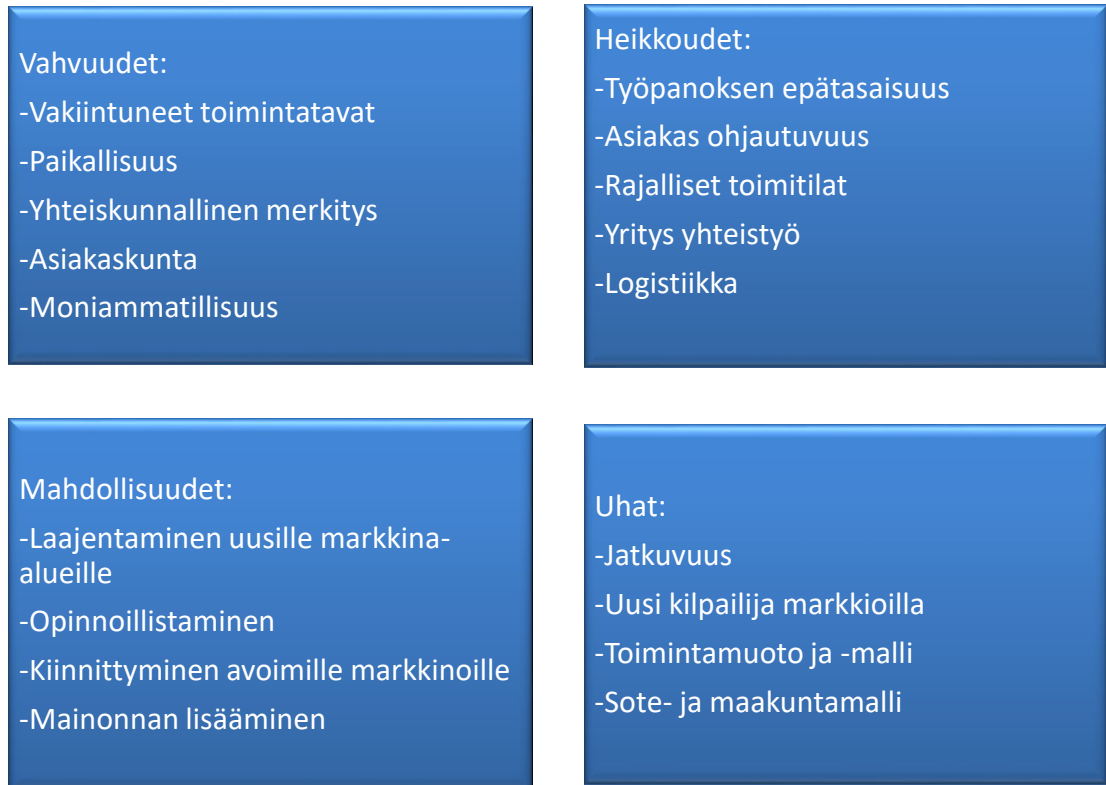 Vahvuudet:
-Vakiintuneet toimintatavat
-Paikallisuus
-Yhteiskunnallinen merkitys
-Asiakaskunta
-Moniammatillisuus
Heikkoudet:
-Työpanoksen epätasaisuus
-Asiakas ohjautuvuus
-Rajalliset toimitilat
-Yritys yhteistyö
-Logistiikka
Mahdollisuudet:
-Laajentaminen uusille markkina-
alueille
-Opinnoillistaminen
-Kiinnittyminen avoimille markkinoille
-Mainonnan lisääminen
Uhat:
-Jatkuvuus
-Uusi kilpailija markkioilla
-Toimintamuoto ja -malli
-Sote- ja maakuntamalli